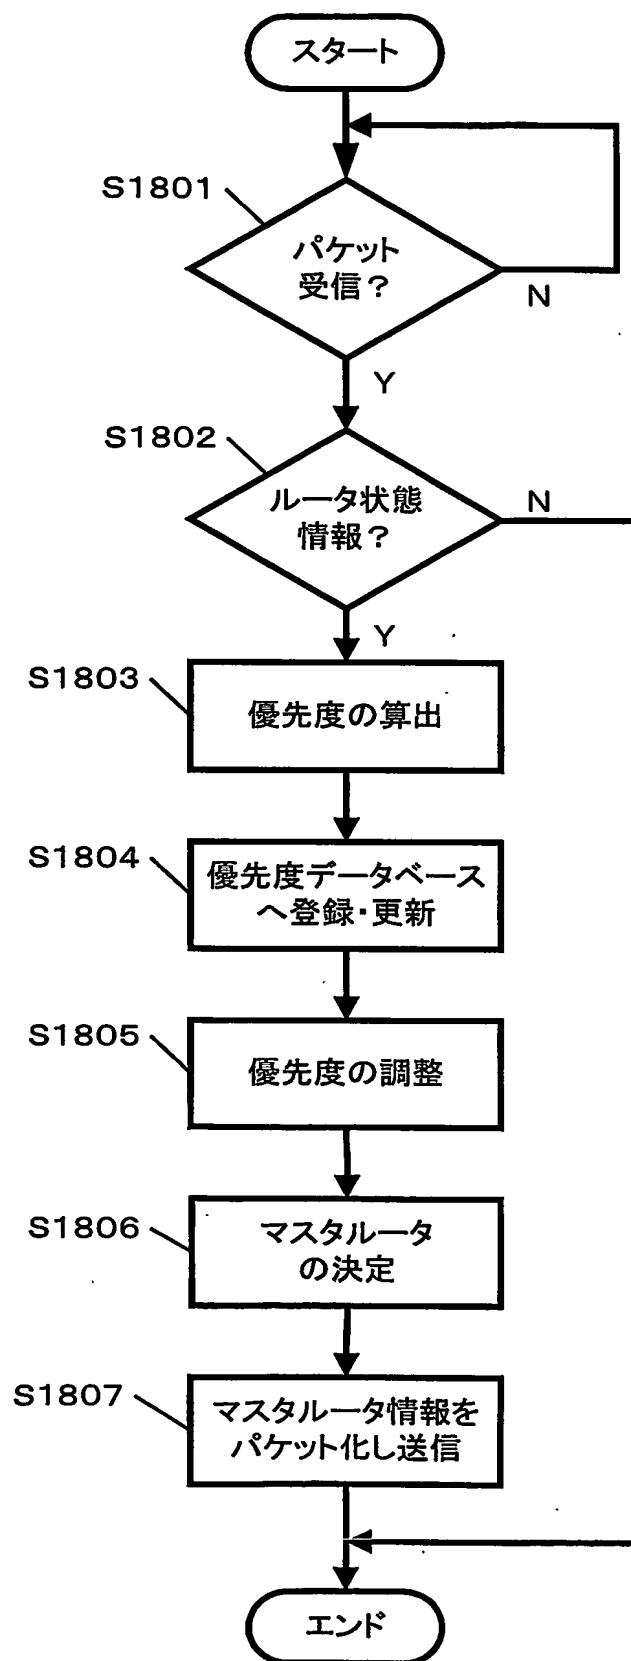 スタート
S1801
パケット
受信？
N
Y
S1802
ルータ状態
情報？
N
Y
S1803
優先度の算出
S1804
優先度データベース
へ登録・更新
S1805
優先度の調整
S1806
マスタルータ
の決定
S1807
マスタルータ情報を
パケット化し送信
エンド